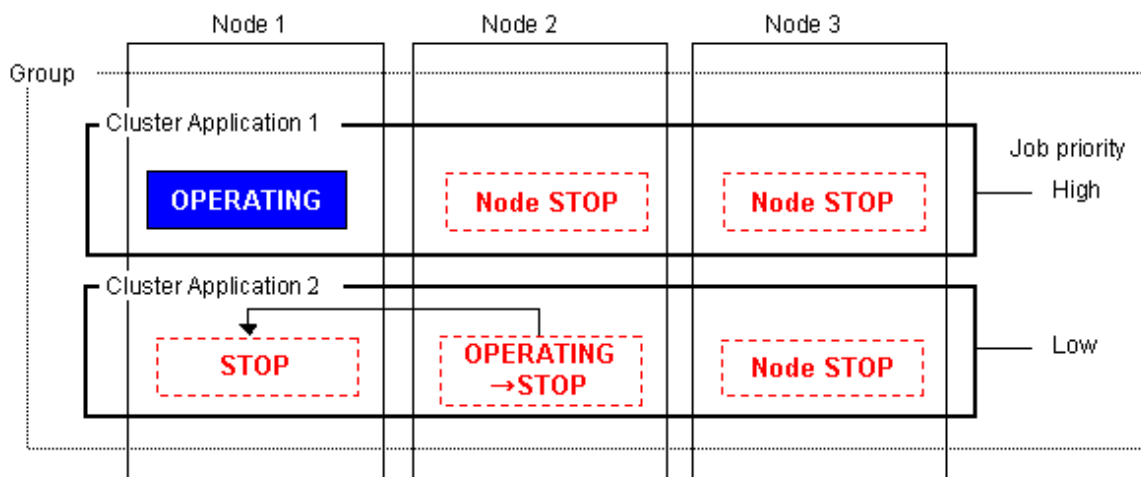 Node 1
Node 2
Node 3
Group
Cluster Application 1
Job priority
OPERATING
Node STOP
Node STOP
High
Cluster Application 2
STOP
OPERATING
→STOP
Node STOP
Low